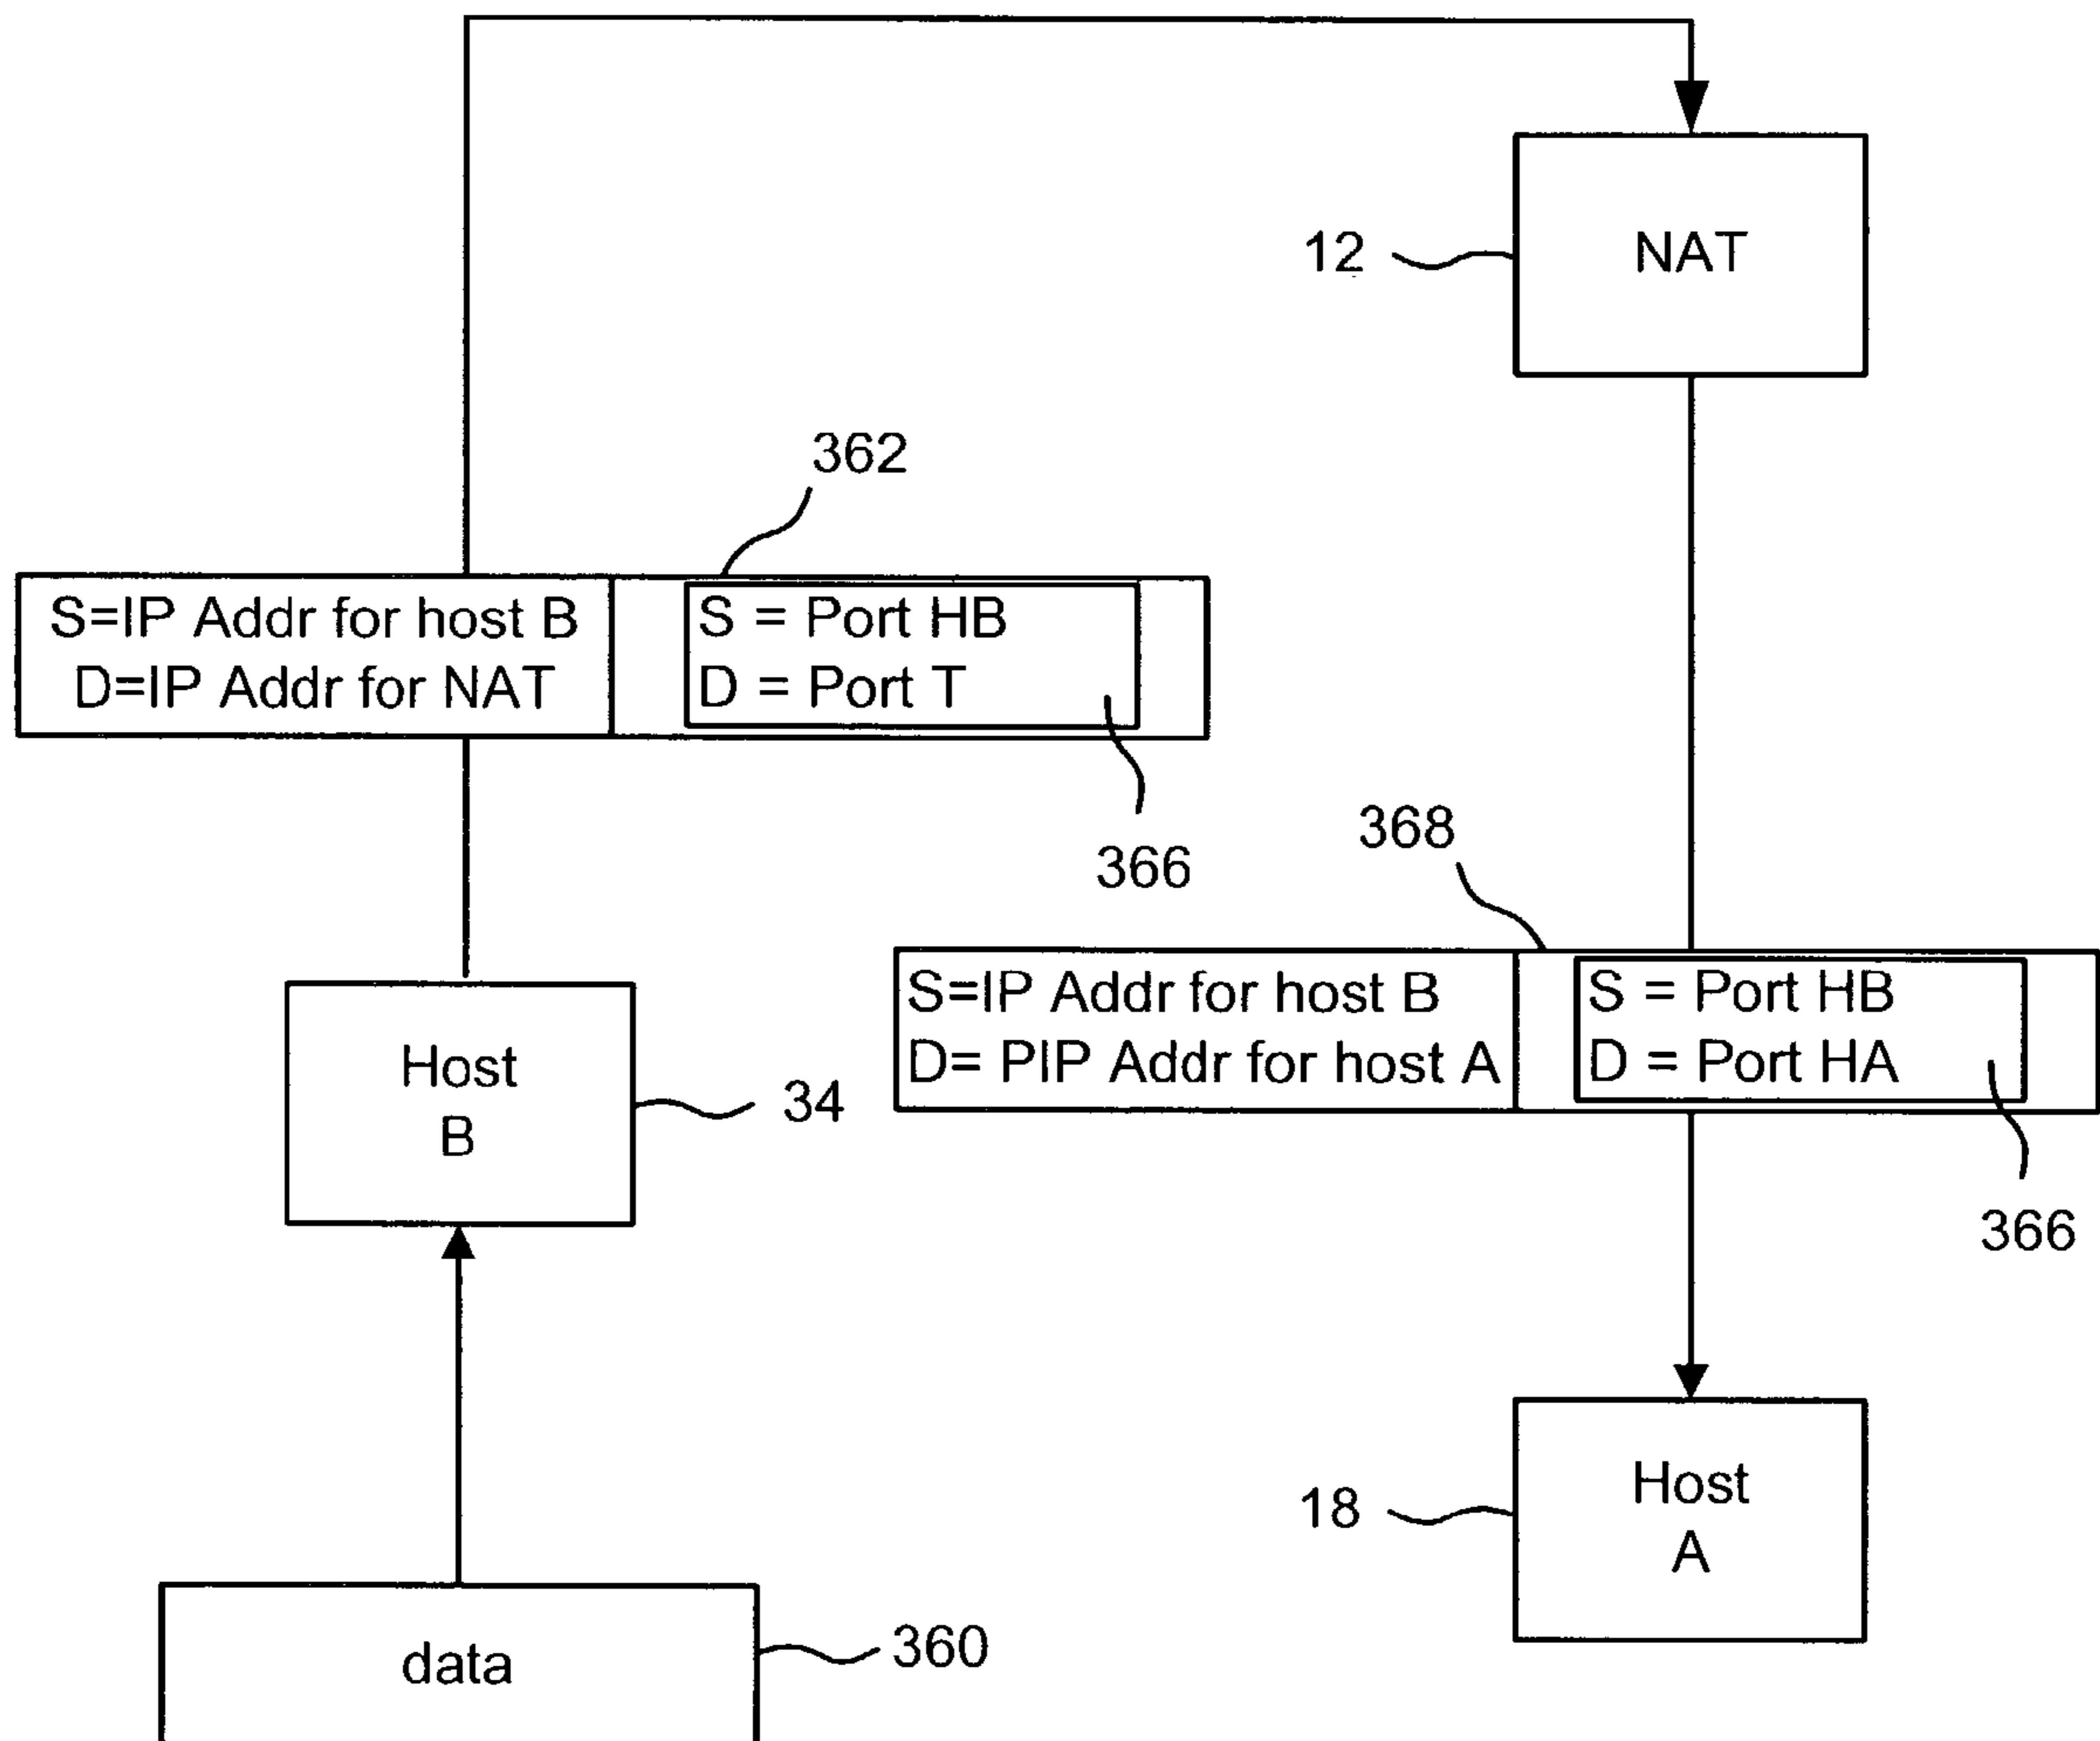 12
NAT
362
S=IP Addr for host B
D=IP Addr for NAT
S = Port HB
D = Port T
366
368
S=IP Addr for host B
D= PIP Addr for host A
S = Port HB
D = Port HA
366
Host
B
34
18
Host
A
data
360